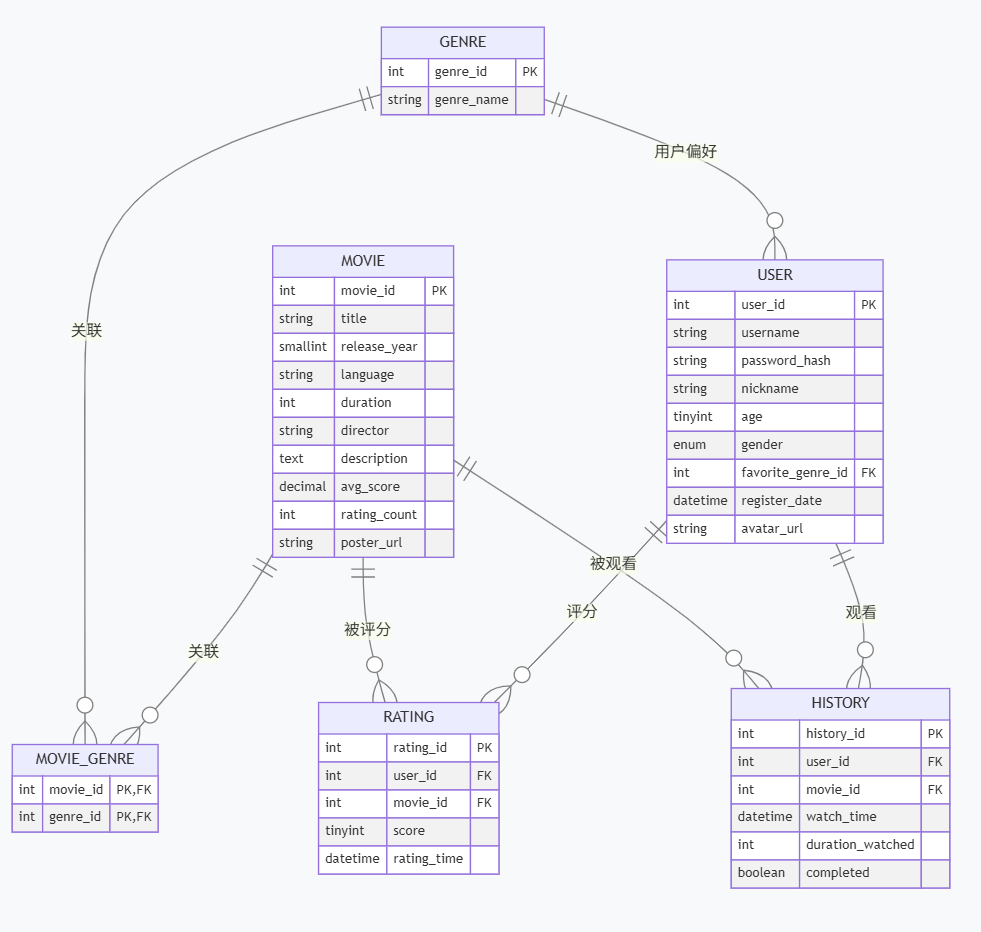 GENRE
int genre_id PK
string genre_name
用户偏好
关联
MOVIE
int movie_id PK
string title
smallint release_year
string language
int duration
string director
text description
decimal avg_score
int rating_count
string poster_url
USER
int user_id PK
string username
string password_hash
string nickname
tinyint age
enum gender
int favorite_genre_id FK
datetime register_date
string avatar_url
被观看
评分
观看
被评分
关联
MOVIE_GENRE
int movie_id PK,FK
int genre_id PK,FK
RATING
int rating_id PK
int user_id FK
int movie_id FK
tinyint score
datetime rating_time
HISTORY
int history_id PK
int user_id FK
int movie_id FK
datetime watch_time
int duration_watched
boolean completed